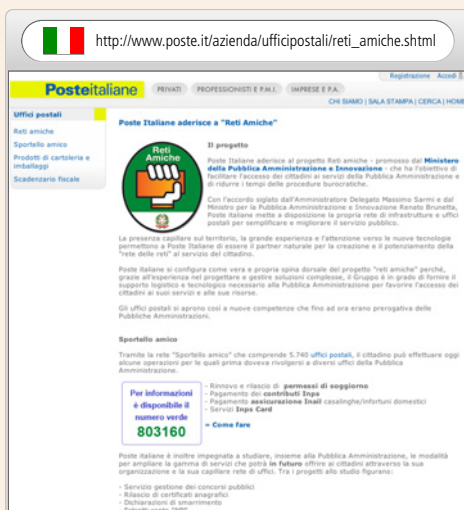 http://www.poste.it/azienda/ufficipostali/reti_amiche.shtml
Registrazione Accedi
Posteitaliane PRIVATI PROFESSIONISTI E P.M.I. IMPRESE E P.A.
CHI SIAMO | SALA STAMPA | CERCA | HOME
Uffici postali
Reti amiche
Sportello amico
Prodotti di cartoleria e
imballaggi
Scadenzario fiscale
Poste Italiane aderisce a "Reti Amiche"
Reti
Amiche
Il progetto
Poste Italiane aderisce al progetto Reti amiche - promosso dal Ministero
della Pubblica Amministrazione e Innovazione - che ha l'obiettivo di
facilitare l'accesso dei cittadini ai servizi della Pubblica Amministrazione e
di ridurre i tempi delle procedure burocratiche.
Con l'accordo siglato dall'Amministratore Delegato Massimo Sarmi e dal
Ministro per la Pubblica Amministrazione e Innovazione Renato Brunetta,
Poste italiane mette a disposizione la propria rete di infrastrutture e uffici
postali per semplificare e migliorare il servizio pubblico.
La presenza capillare sul territorio, la grande esperienza e l'attenzione verso le nuove tecnologie
permettono a Poste Italiane di essere il partner naturale per la creazione e il potenziamento della
"rete delle reti" al servizio del cittadino.
Poste italiane si configura come vera e propria spina dorsale del progetto "reti amiche" perché,
grazie all'esperienza nel progettare e gestire soluzioni complesse, il Gruppo è in grado di fornire il
supporto logistico e tecnologico necessario alla Pubblica Amministrazione per favorire l'accesso dei
cittadini ai suoi servizi e alle sue risorse.
Gli uffici postali si aprono così a nuove competenze che fino ad ora erano prerogativa delle
Pubbliche Amministrazioni.
Sportello amico
Tramite la rete "Sportello amico" che comprende 5.740 uffici postali, il cittadino può effettuare oggi
alcune operazioni per le quali prima doveva rivolgersi a diversi uffici della Pubblica
Amministrazione.
Per informazioni
è disponibile il
numero verde
803160
- Rinnovo e rilascio di permessi di soggiorno
- Pagamento dei contributi Inps
- Pagamento assicurazione Inail casalinghe/infortuni domestici
- Servizi Inps Card
» Come fare
Poste italiane è inoltre impegnata a studiare, insieme alla Pubblica Amministrazione, le modalità
per ampliare la gamma di servizi che potrà in futuro offrire ai cittadini attraverso la sua
organizzazione e la sua capillare rete di uffici. Tra i progetti allo studio figurano:
- Servizio gestione dei concorsi pubblici
- Rilascio di certificati anagrafici
- Dichiarazioni di smarrimento